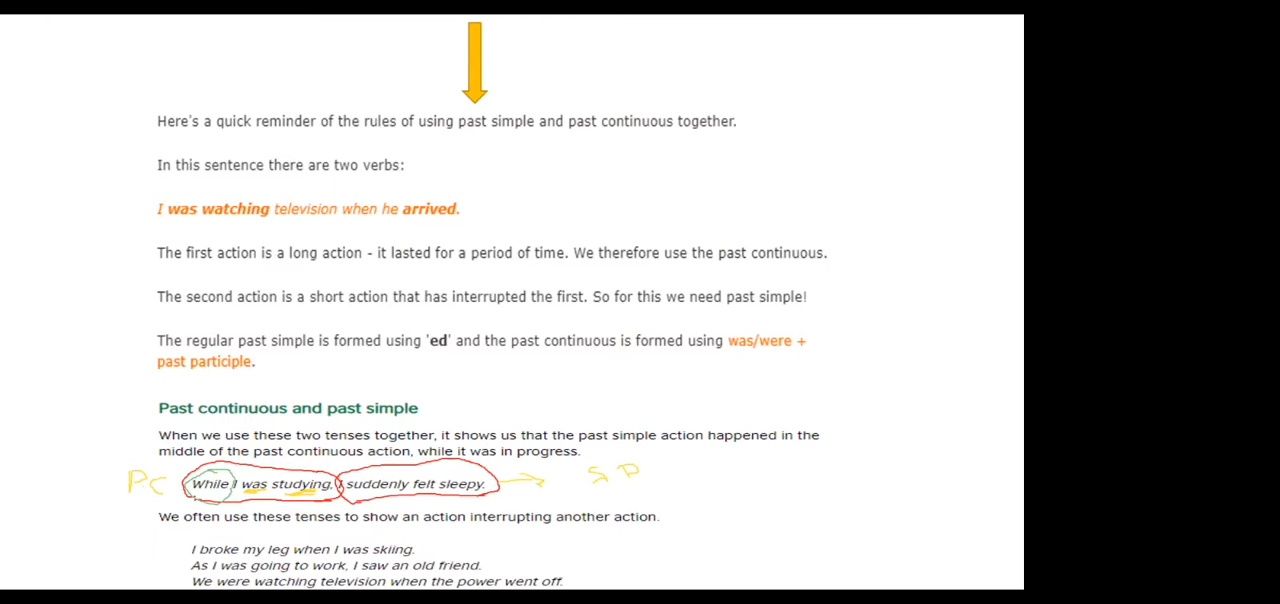 Here's a quick reminder of the rules of using past simple and past continuous together.
In this sentence there are two verbs:
I was watching television when he arrived.
The first action is a long action - it lasted for a period of time. We therefore use the past continuous.
The second action is a short action that has interrupted the first. So for this we need past simple!
The regular past simple is formed using 'ed' and the past continuous is formed using was/were +
past participle.
Past continuous and past simple
When we use these two tenses together, it shows us that the past simple action happened in the
middle of the past continuous action, while it was in progress.
P.C While I was studying, I suddenly felt sleepy. S P
We often use these tenses to show an action interrupting another action.
I broke my leg when I was skiing.
As I was going to work, I saw an old friend.
We were watching television when the power went off.